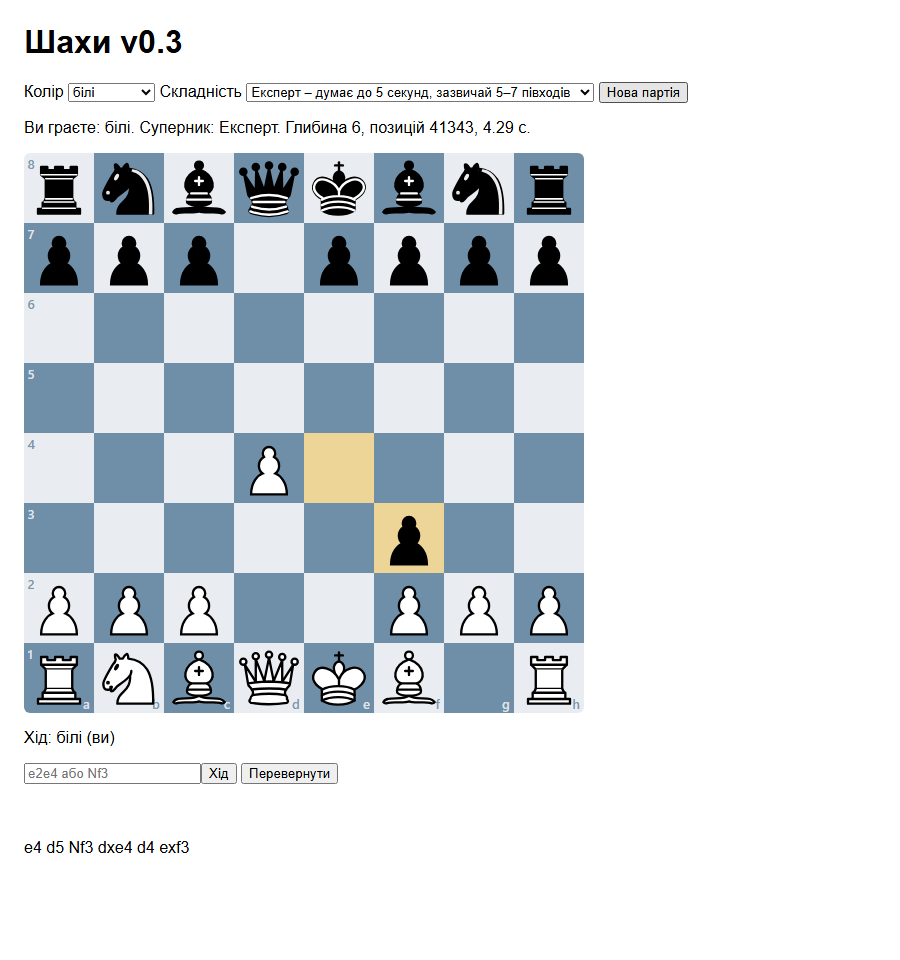 Шахи v0.3
Колір білі Складність Експерт – думає до 5 секунд, зазвичай 5–7 півходів Нова партія
Ви граєте: білі. Суперник: Експерт. Глибина 6, позицій 41343, 4.29 с.
8
7
6
5
4
3
2
1
a b c d e f g h
Хід: білі (ви)
e2e4 або Nf3 Хід Перевернути
e4 d5 Nf3 dxe4 d4 exf3